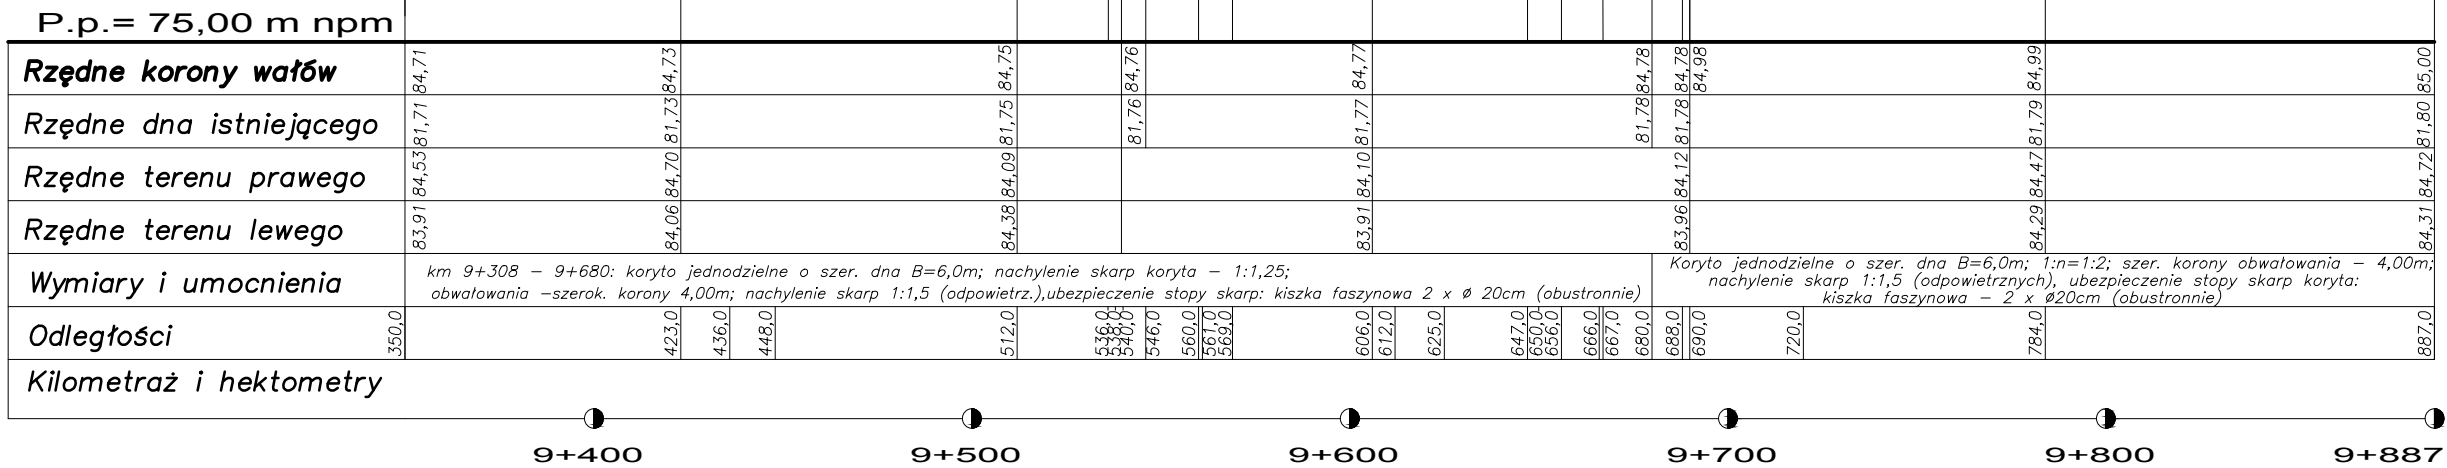 P.p.= 75,00 m npm
Rzędne korony wałów 84,71 84,73 84,75 84,76 84,77 84,78 84,78 84,98 84,99 85,00
Rzędne dna istniejącego 81,71 81,73 81,75 81,76 81,77 81,78 81,78 81,79 81,80
Rzędne terenu prawego 84,53 84,70 84,09 84,10 84,12 84,47 84,72
Rzędne terenu lewego 83,91 84,06 84,38 83,91 83,96 84,29 84,31
Wymiary i umocnienia
km 9+308 – 9+680: koryto jednodzielne o szer. dna B=6,0m; nachylenie skarp koryta – 1:1,25;
obwałowania –szerok. korony 4,00m; nachylenie skarp 1:1,5 (odpowietrz.),ubezpieczenie stopy skarp: kiszka faszynowa 2 x ø 20cm (obustronnie)
Koryto jednodzielne o szer. dna B=6,0m; 1:n=1:2; szer. korony obwałowania – 4,00m;
nachylenie skarp 1:1,5 (odpowietrznych), ubezpieczenie stopy skarp koryta:
kiszka faszynowa – 2 x ø20cm (obustronnie)
Odległości 350,0 423,0 436,0 448,0 512,0 536,0 538,0 540,0 546,0 560,0 561,0 569,0 606,0 612,0 625,0 647,0 650,0 656,0 666,0 667,0 680,0 688,0 690,0 720,0 784,0 887,0
Kilometraż i hektometry
9+400 9+500 9+600 9+700 9+800 9+887